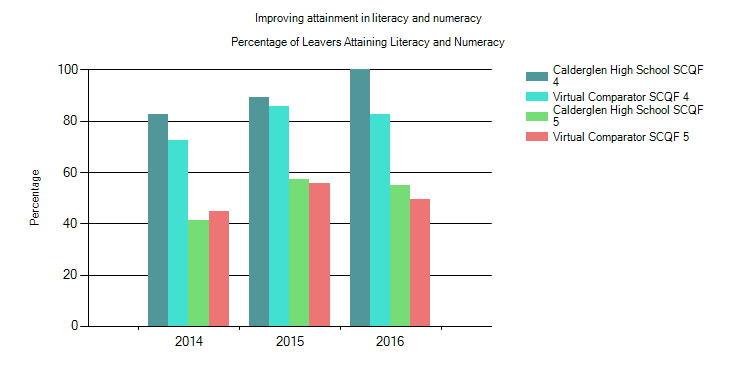 Improving attainment in literacy and numeracy
Percentage of Leavers Attaining Literacy and Numeracy
Percentage
100
80
60
40
20
0
2014
2015
2016
Calderglen High School SCQF
4
Virtual Comparator SCQF 4
Calderglen High School SCQF
5
Virtual Comparator SCQF 5